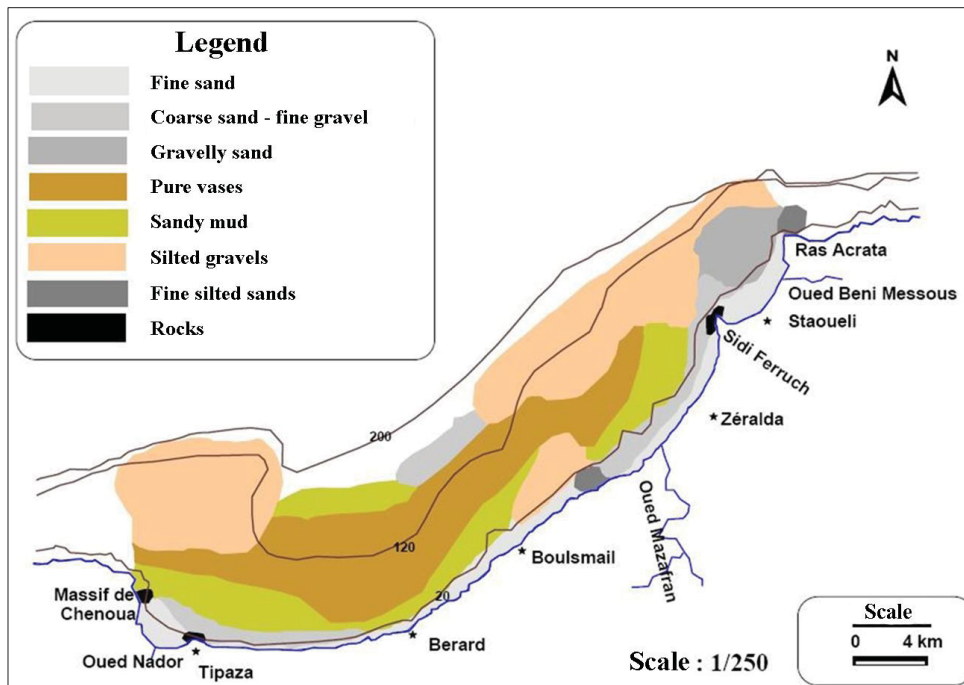 Legend
Fine sand
Coarse sand - fine gravel
Gravelly sand
Pure vases
Sandy mud
Silted gravels
Fine silted sands
Rocks
N
Ras Acrata
Oued Beni Messous
Staoueli
Sidi Ferruch
Zéralda
200
Oued Mazafran
120
Boulsmail
20
Massif de
Chenoua
Berard
Oued Nador
Tipaza
Scale : 1/250
Scale
0 4 km